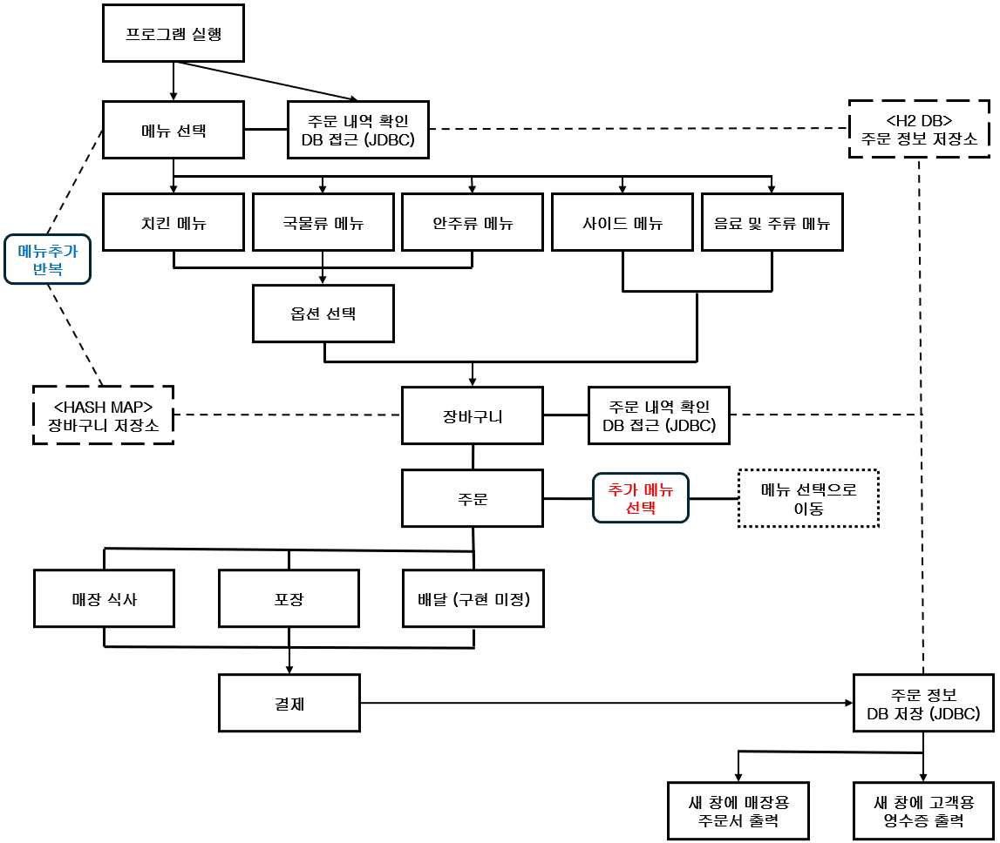 프로그램 실행
메뉴 선택
주문 내역 확인
DB 접근 (JDBC)
<H2 DB>
주문 정보 저장소
치킨 메뉴
국물류 메뉴
안주류 메뉴
사이드 메뉴
음료 및 주류 메뉴
메뉴추가
반복
옵션 선택
<HASH MAP>
장바구니 저장소
장바구니
주문 내역 확인
DB 접근 (JDBC)
주문
추가 메뉴
선택
메뉴 선택으로
이동
매장 식사
포장
배달 (구현 미정)
결제
주문 정보
DB 저장 (JDBC)
새 창에 매장용
주문서 출력
새 창에 고객용
영수증 출력